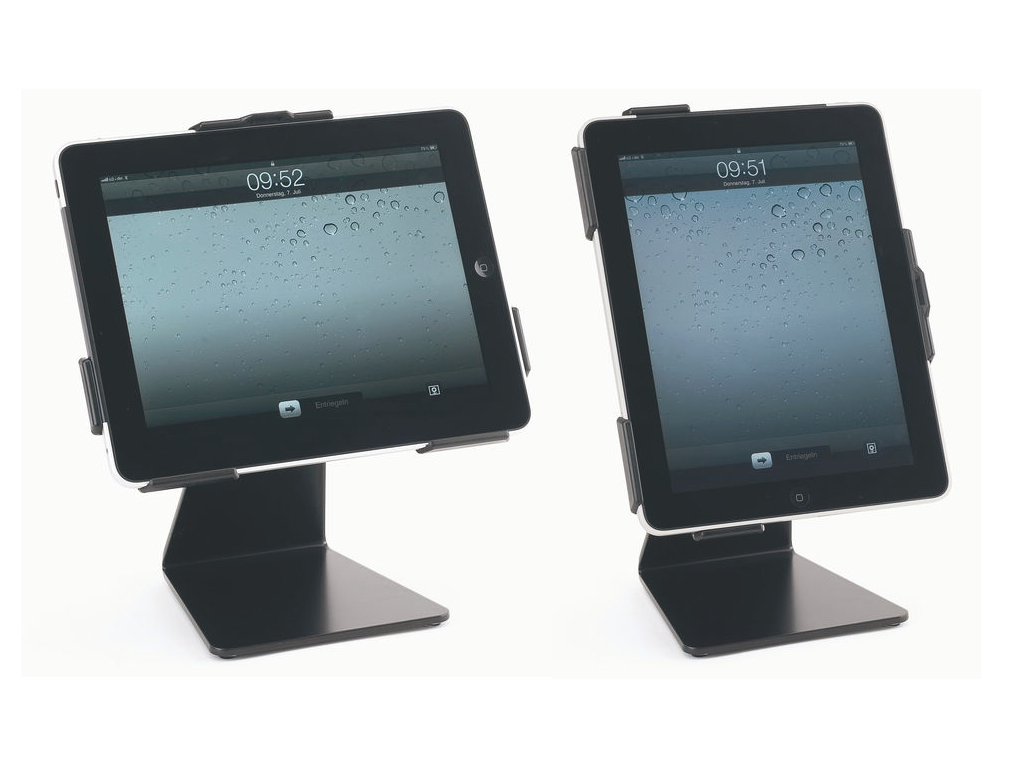 09:52
Donnerstag, 7. Juli
Entriegeln
09:51
Donnerstag, 7. Juli
Entriegeln